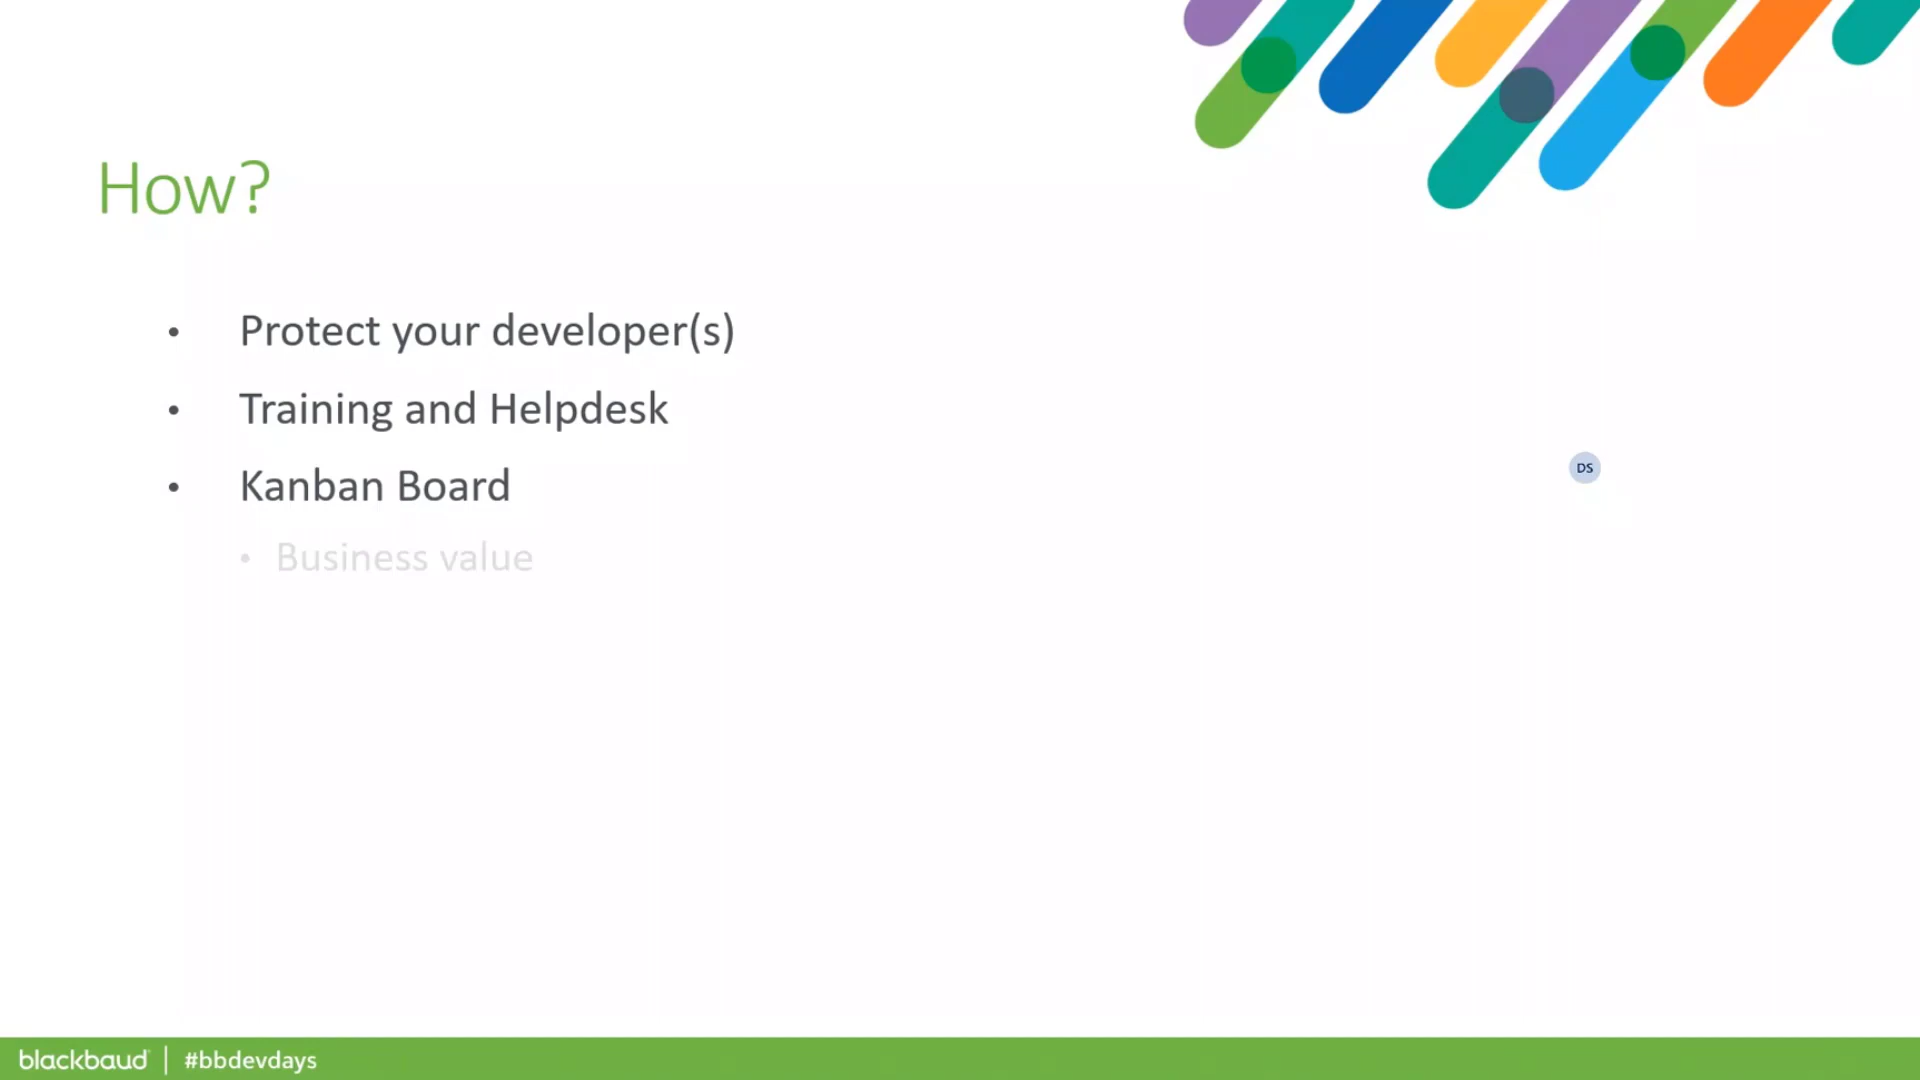 How?
• Protect your developer(s)
• Training and Helpdesk
• Kanban Board
• Business value
DS
blackbaud | #bbdevdays